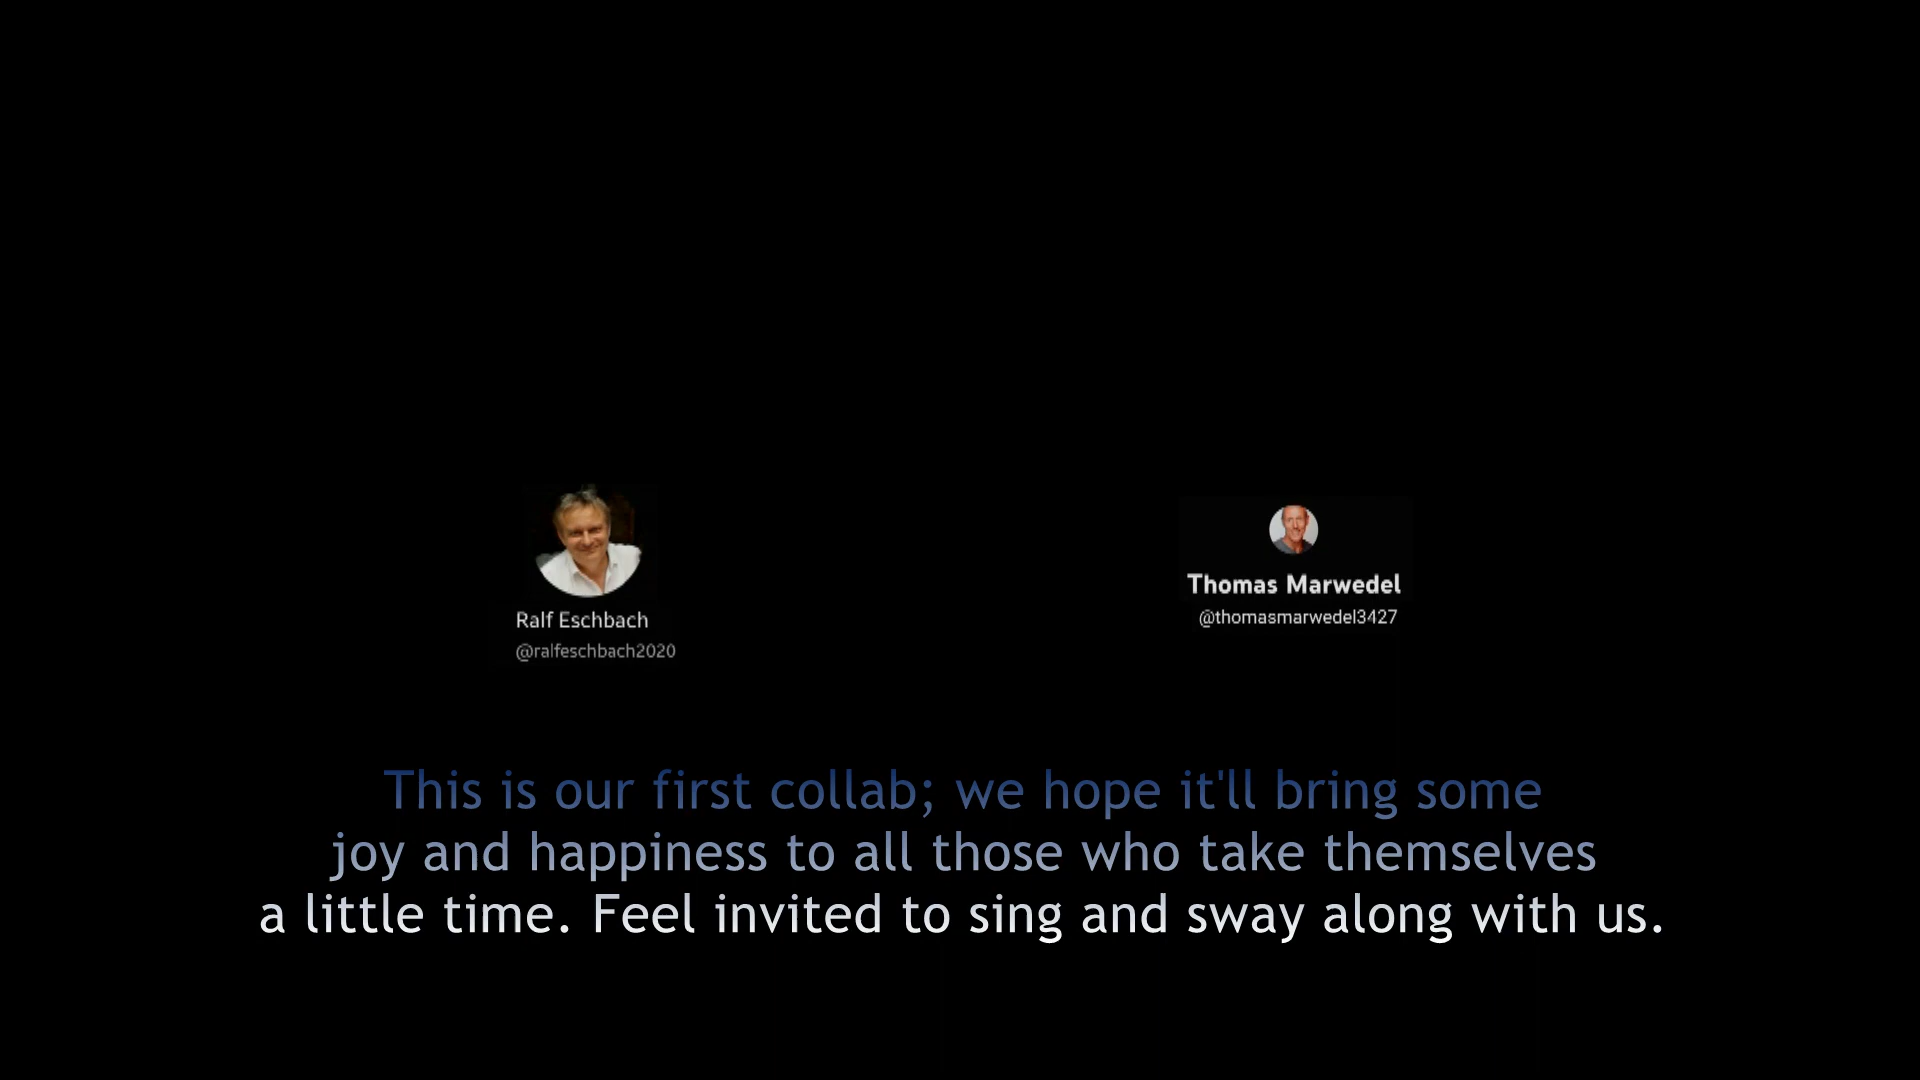 Ralf Eschbach
@ralfeschbach2020
Thomas Marwedel
@thomasmarwedel3427
This is our first collab; we hope it'll bring some
joy and happiness to all those who take themselves
a little time. Feel invited to sing and sway along with us.